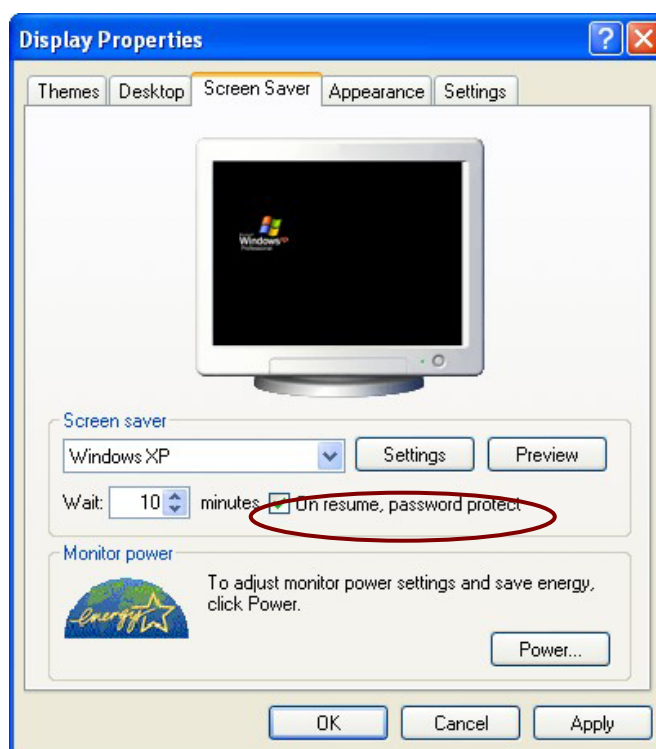 Display Properties
Themes Desktop Screen Saver Appearance Settings
Windows XP
Professional
Screen saver
Windows XP Settings Preview
Wait: 10 minutes On resume, password protect
Monitor power
To adjust monitor power settings and save energy,
click Power.
energy
Power...
OK Cancel Apply